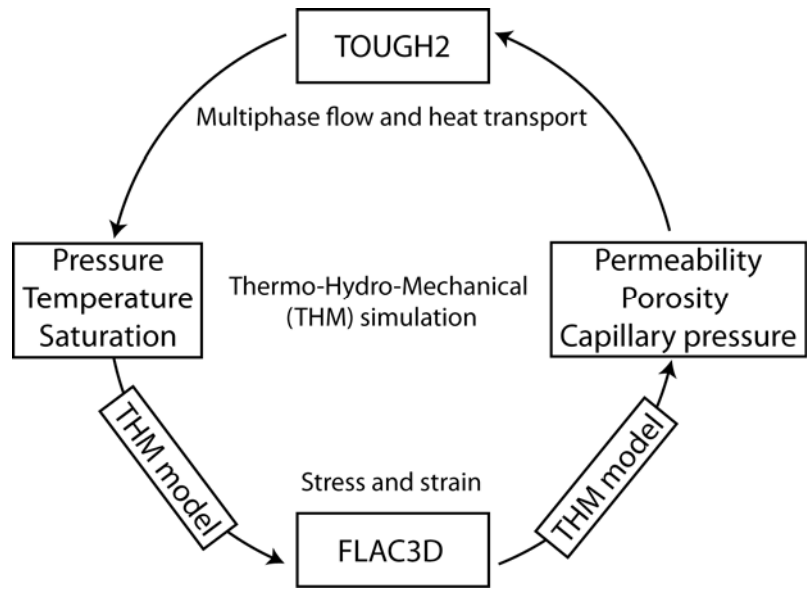 TOUGH2
Multiphase flow and heat transport
Pressure
Temperature
Saturation
Thermo-Hydro-Mechanical
(THM) simulation
Permeability
Porosity
Capillary pressure
THM model
THM model
Stress and strain
FLAC3D